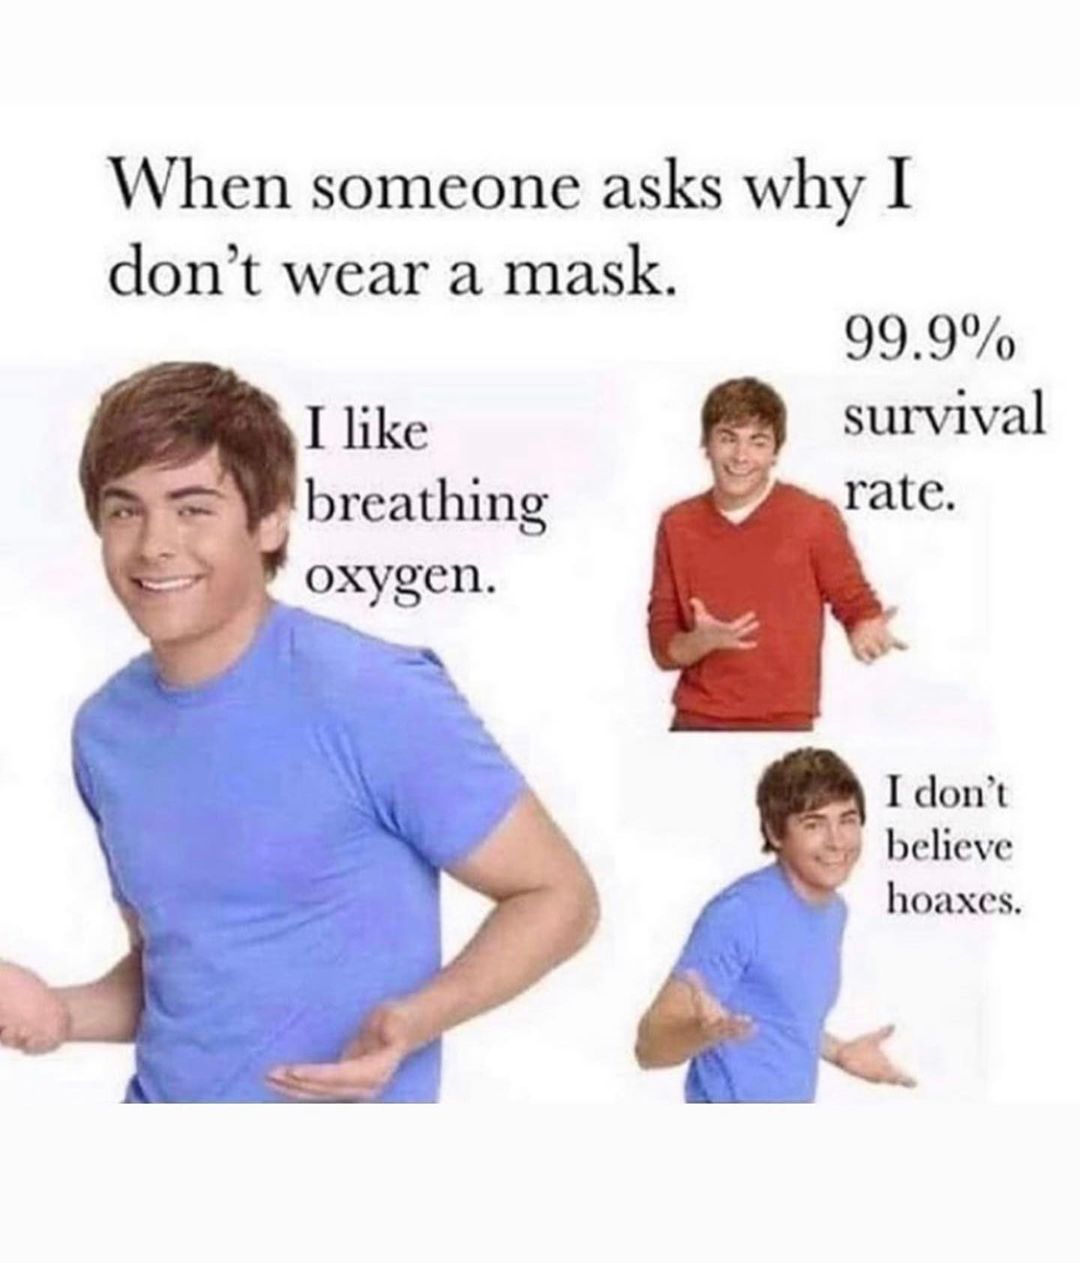 When someone asks why I
don't wear a mask.
I like
breathing
oxygen.
99.9%
survival
rate.
I don't
believe
hoaxes.